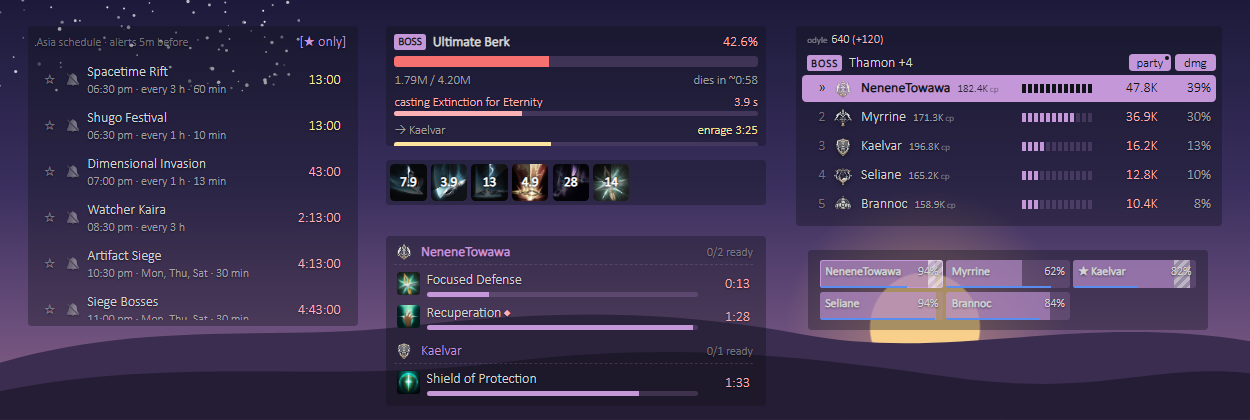 Asia schedule · alerts 5m before [★ only]
☆ Spacetime Rift 13:00
06:30 pm · every 3 h · 60 min
☆ Shugo Festival 13:00
06:30 pm · every 1 h · 10 min
☆ Dimensional Invasion 43:00
07:00 pm · every 1 h · 13 min
☆ Watcher Kaira 2:13:00
08:30 pm · every 3 h
☆ Artifact Siege 4:13:00
10:30 pm · Mon, Thu, Sat · 30 min
☆ Siege Bosses 4:43:00
11:00 pm · Mon, Thu, Sat · 30 min
BOSS Ultimate Berk 42.6%
1.79M / 4.20M dies in ~0:58
casting Extinction for Eternity 3.9 s
→ Kaelvar enrage 3:25
7.9 3.9 13 4.9 28 14
NeneneTowawa 0/2 ready
Focused Defense 0:13
Recuperation ◆ 1:28
Kaelvar 0/1 ready
Shield of Protection 1:33
odyle 640 (+120)
BOSS Thamon +4 party dmg
» NeneneTowawa 182.4K cp 47.8K 39%
2 Myrrine 171.3K cp 36.9K 30%
3 Kaelvar 196.8K cp 16.2K 13%
4 Seliane 165.2K cp 12.8K 10%
5 Brannoc 158.9K cp 10.4K 8%
NeneneTowawa 94% Myrrine 62% ★ Kaelvar 82%
Seliane 94% Brannoc 84%